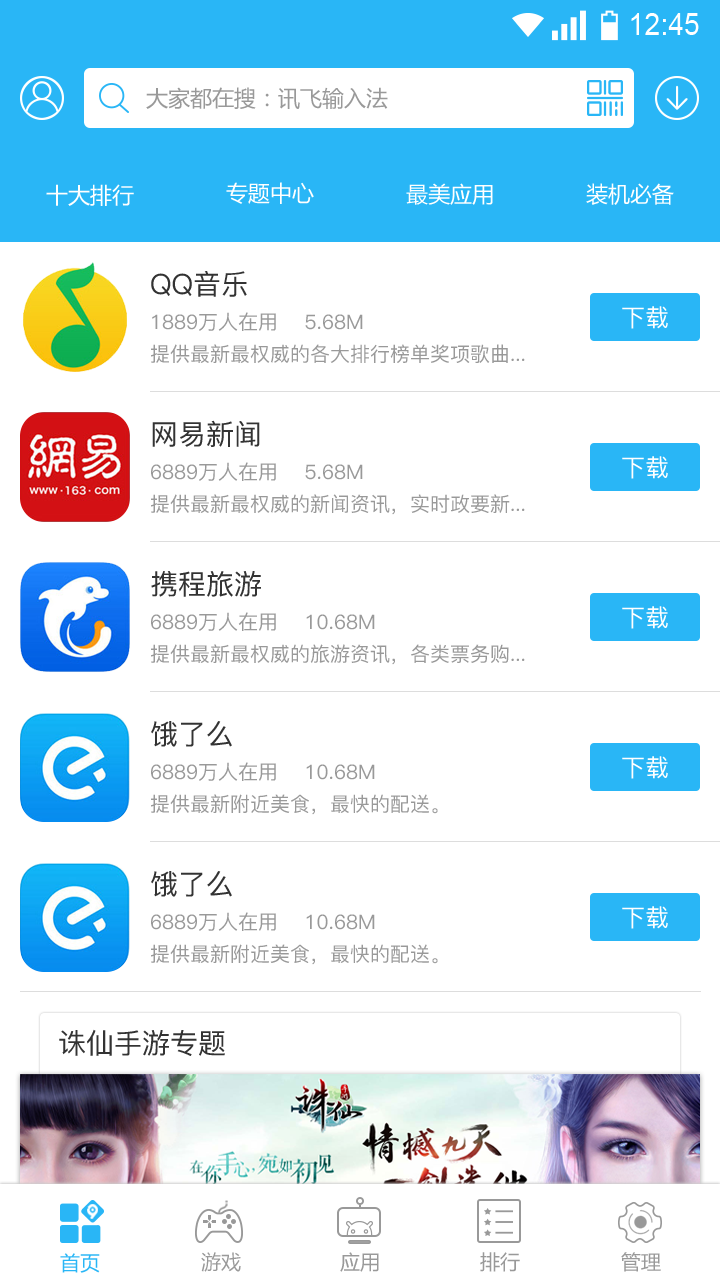 12:45
大家都在搜：讯飞输入法
十大排行 专题中心 最美应用 装机必备
QQ音乐
1889万人在用 5.68M
提供最新最权威的各大排行榜单奖项歌曲...
下载
網易
www·163·com
网易新闻
6889万人在用 5.68M
提供最新最权威的新闻资讯，实时政要新...
下载
携程旅游
6889万人在用 10.68M
提供最新最权威的旅游资讯，各类票务购...
下载
饿了么
6889万人在用 10.68M
提供最新附近美食，最快的配送。
下载
饿了么
6889万人在用 10.68M
提供最新附近美食，最快的配送。
下载
诛仙手游专题
诛仙手游
情撼九天
在你手心，宛如初见
首页 游戏 应用 排行 管理